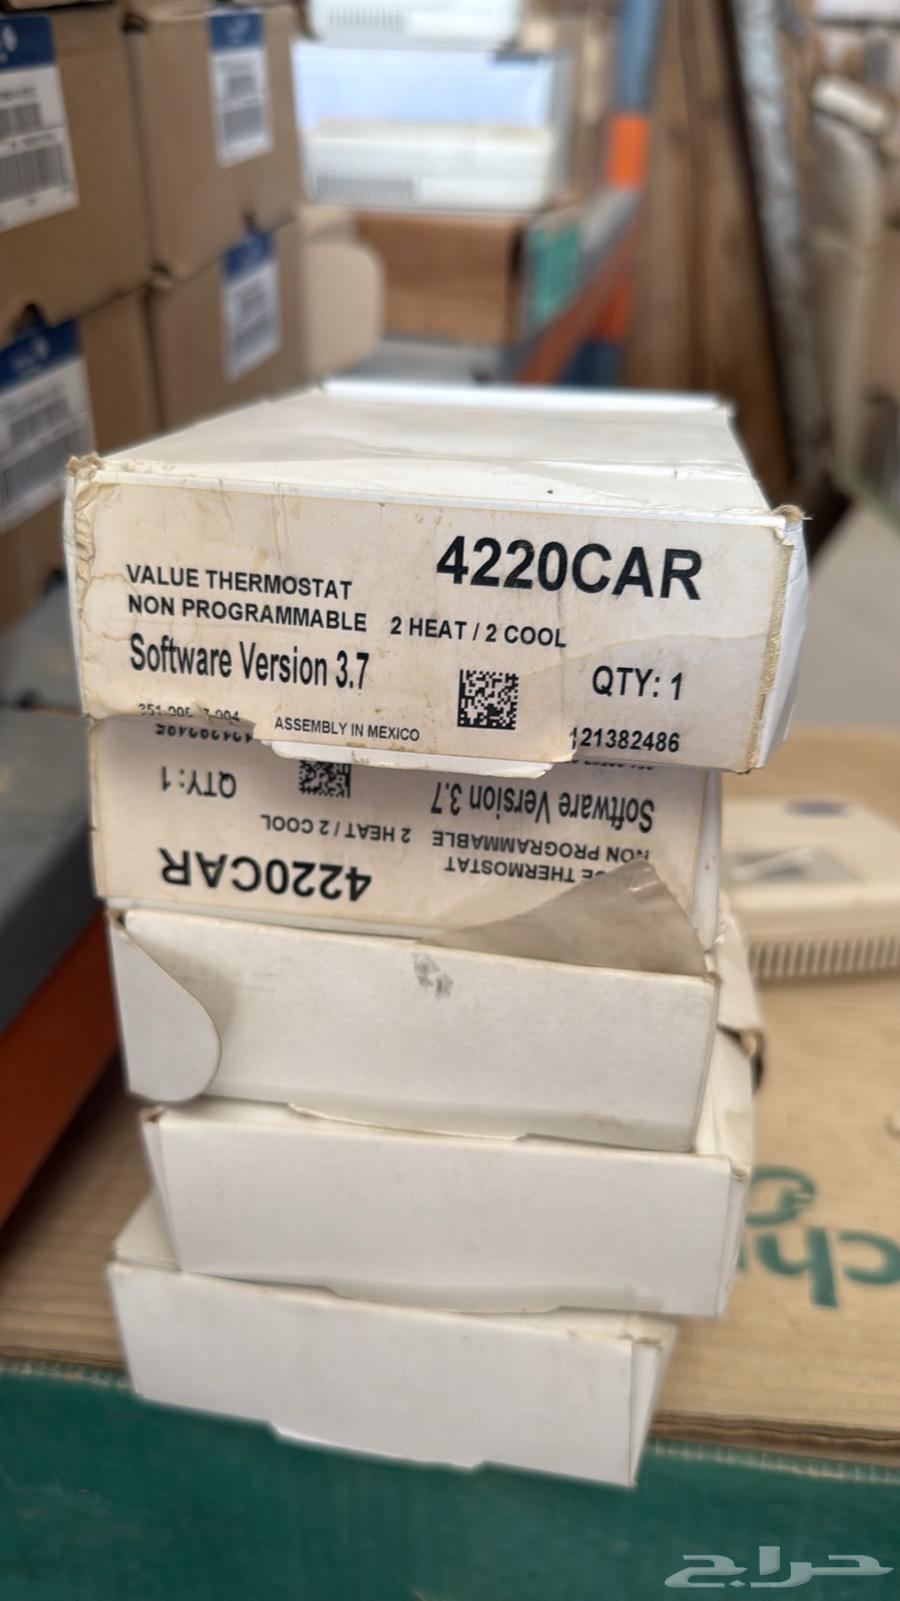 4220CAR
VALUE THERMOSTAT
NON PROGRAMMABLE 2 HEAT / 2 COOL
Software Version 3.7
QTY: 1
ASSEMBLY IN MEXICO
121382486
QTY: 1
Software Version 3.7
NON PROGRAMMABLE 2 HEAT / 2 COOL
THERMOSTAT
4220CAR
حراج